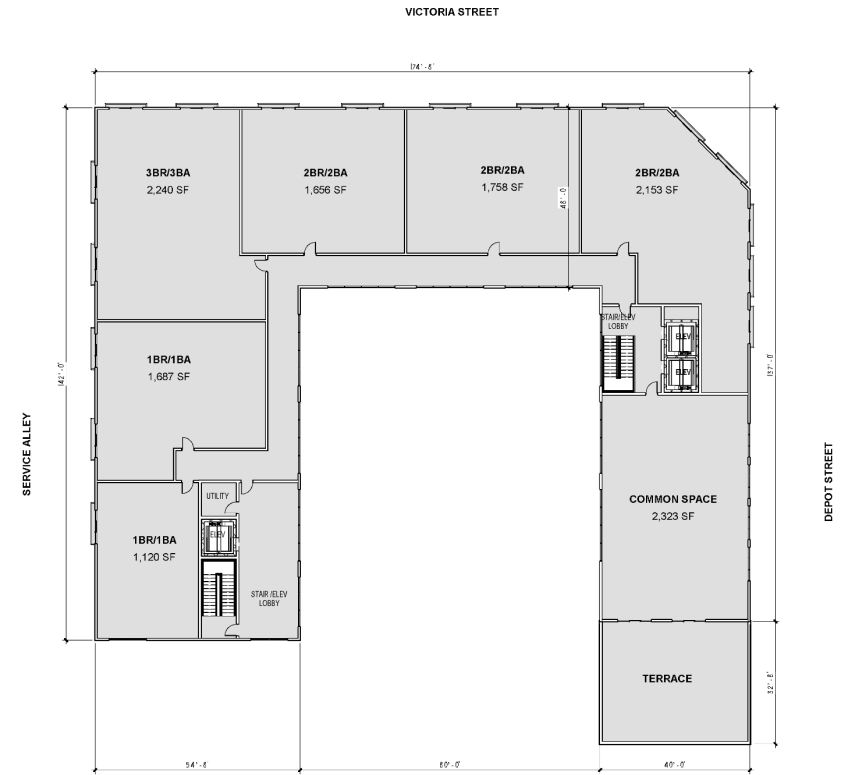 VICTORIA STREET
174'-8"
3BR/3BA
2,240 SF
2BR/2BA
1,656 SF
2BR/2BA
1,758 SF
2BR/2BA
2,153 SF
48'-0
STAIR/ELEV
LOBBY
ELEV
ELEV
1BR/1BA
1,687 SF
142'-0"
137'-0"
SERVICE ALLEY
DEPOT STREET
UTILITY
ELEV
COMMON SPACE
2,323 SF
1BR/1BA
1,120 SF
STAIR /ELEV
LOBBY
TERRACE
32'-8"
54'-8
80'-0"
40'-0"